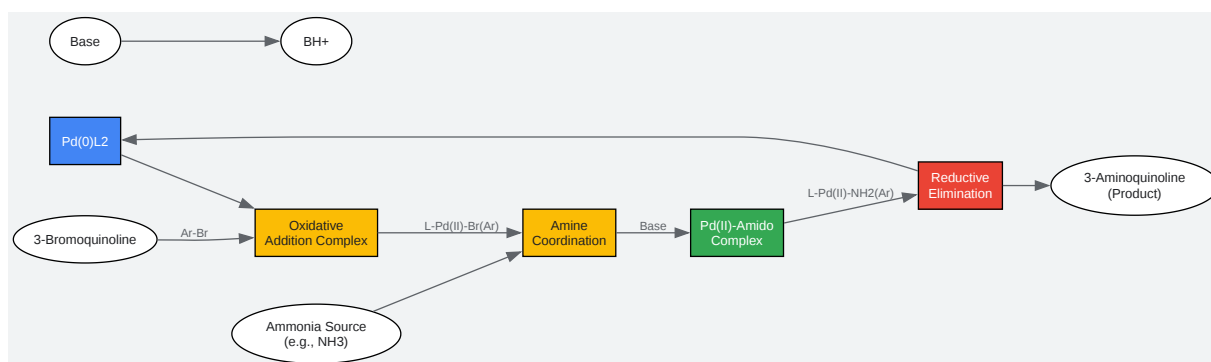 Base
BH+
Pd(0)L2
3-Bromoquinoline
Ar-Br
Oxidative
Addition Complex
L-Pd(II)-Br(Ar)
Ammonia Source
(e.g., NH3)
Amine
Coordination
Base
Pd(II)-Amido
Complex
L-Pd(II)-NH2(Ar)
Reductive
Elimination
3-Aminoquinoline
(Product)